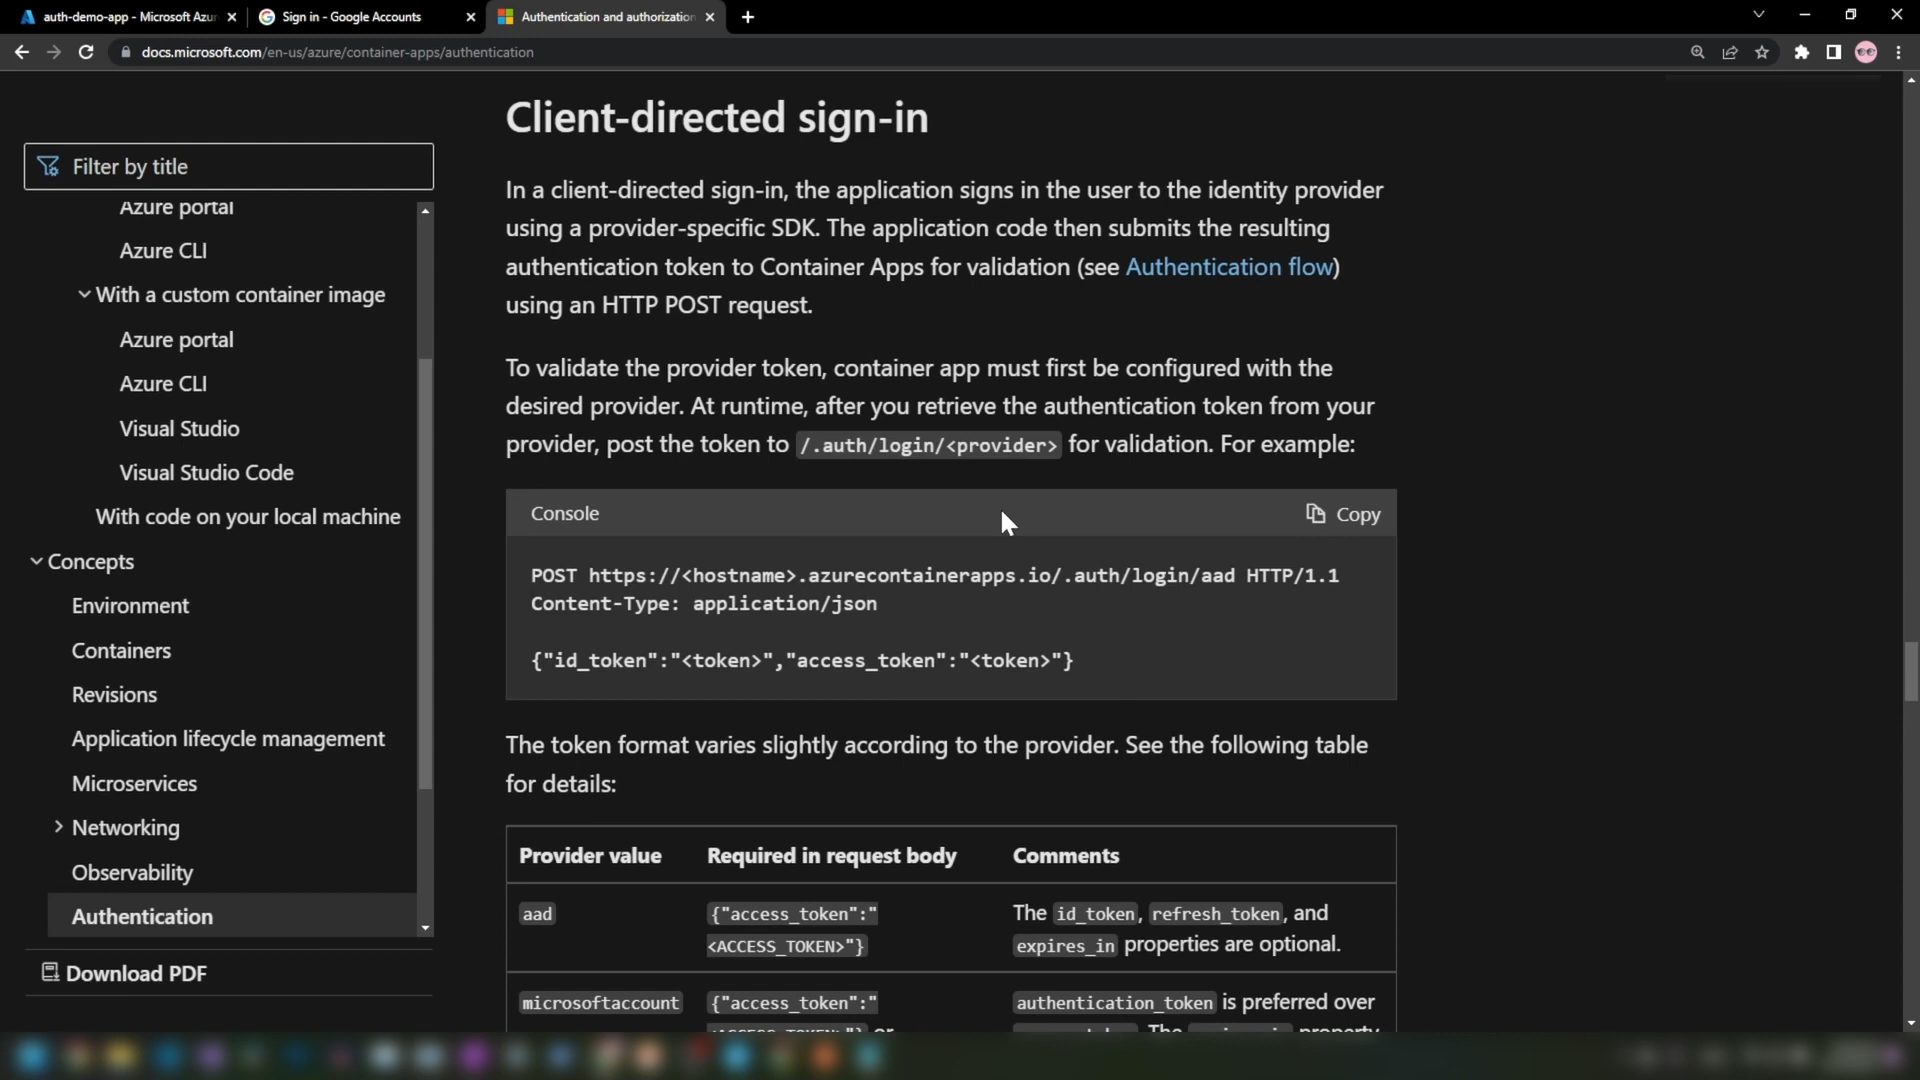 auth-demo-app - Microsoft Azur
Sign in - Google Accounts
Authentication and authorization
docs.microsoft.com/en-us/azure/container-apps/authentication
Filter by title
Azure portal
Azure CLI
With a custom container image
Azure portal
Azure CLI
Visual Studio
Visual Studio Code
With code on your local machine
Concepts
Environment
Containers
Revisions
Application lifecycle management
Microservices
Networking
Observability
Authentication
Download PDF
Client-directed sign-in
In a client-directed sign-in, the application signs in the user to the identity provider
using a provider-specific SDK. The application code then submits the resulting
authentication token to Container Apps for validation (see Authentication flow)
using an HTTP POST request.
To validate the provider token, container app must first be configured with the
desired provider. At runtime, after you retrieve the authentication token from your
provider, post the token to /.auth/login/<provider> for validation. For example:
Console
Copy
POST https://<hostname>.azurecontainerapps.io/.auth/login/aad HTTP/1.1
Content-Type: application/json
{"id_token":"<token>","access_token":"<token>"}
The token format varies slightly according to the provider. See the following table
for details:
Provider value Required in request body Comments
aad {"access_token":" The id_token, refresh_token, and
<ACCESS_TOKEN>"} expires_in properties are optional.
microsoftaccount {"access_token":" authentication_token is preferred over